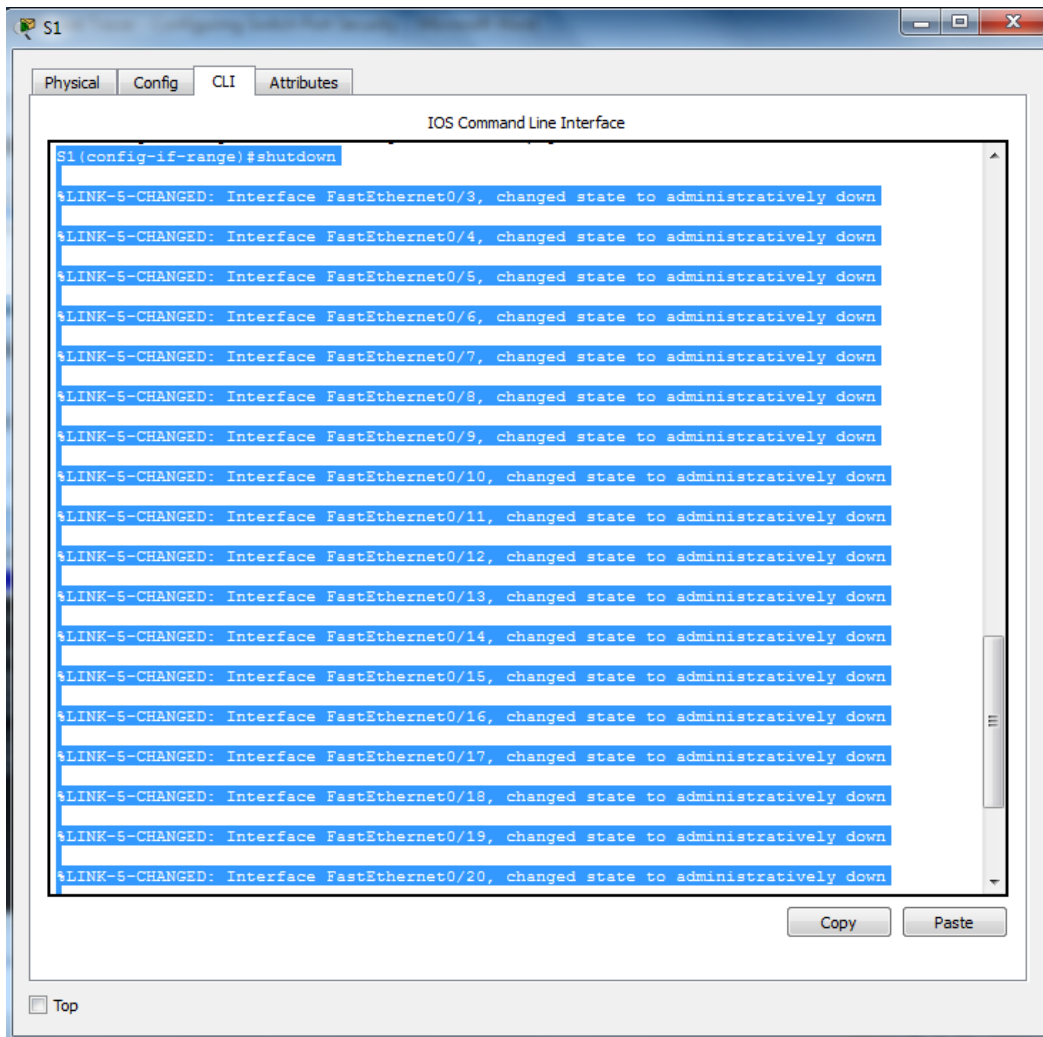 S1
Physical
Config
CLI
Attributes
IOS Command Line Interface
S1(config-if-range)#shutdown
%LINK-5-CHANGED: Interface FastEthernet0/3, changed state to administratively down
%LINK-5-CHANGED: Interface FastEthernet0/4, changed state to administratively down
%LINK-5-CHANGED: Interface FastEthernet0/5, changed state to administratively down
%LINK-5-CHANGED: Interface FastEthernet0/6, changed state to administratively down
%LINK-5-CHANGED: Interface FastEthernet0/7, changed state to administratively down
%LINK-5-CHANGED: Interface FastEthernet0/8, changed state to administratively down
%LINK-5-CHANGED: Interface FastEthernet0/9, changed state to administratively down
%LINK-5-CHANGED: Interface FastEthernet0/10, changed state to administratively down
%LINK-5-CHANGED: Interface FastEthernet0/11, changed state to administratively down
%LINK-5-CHANGED: Interface FastEthernet0/12, changed state to administratively down
%LINK-5-CHANGED: Interface FastEthernet0/13, changed state to administratively down
%LINK-5-CHANGED: Interface FastEthernet0/14, changed state to administratively down
%LINK-5-CHANGED: Interface FastEthernet0/15, changed state to administratively down
%LINK-5-CHANGED: Interface FastEthernet0/16, changed state to administratively down
%LINK-5-CHANGED: Interface FastEthernet0/17, changed state to administratively down
%LINK-5-CHANGED: Interface FastEthernet0/18, changed state to administratively down
%LINK-5-CHANGED: Interface FastEthernet0/19, changed state to administratively down
%LINK-5-CHANGED: Interface FastEthernet0/20, changed state to administratively down
Copy
Paste
Top